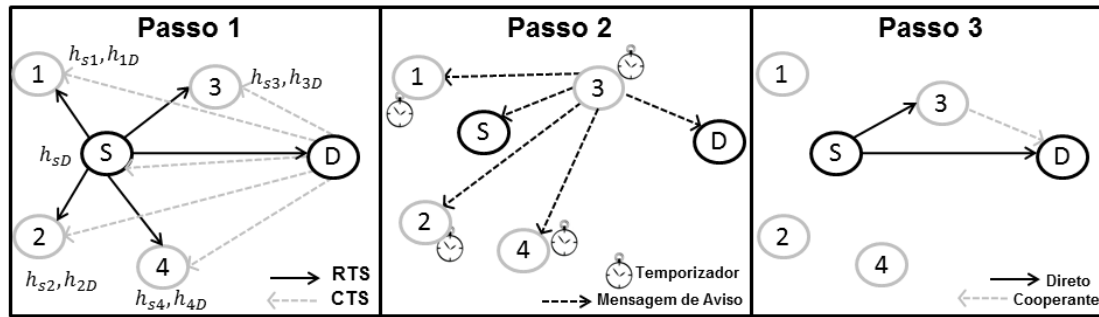 Passo 1
h_{s1}, h_{1D}
1
3
h_{s3}, h_{3D}
h_{sD}
S
D
2
4
h_{s2}, h_{2D}
h_{s4}, h_{4D}
RTS
CTS
Passo 2
1
3
S
D
2
4
Temporizador
Mensagem de Aviso
Passo 3
1
3
S
D
2
4
Direto
Cooperante